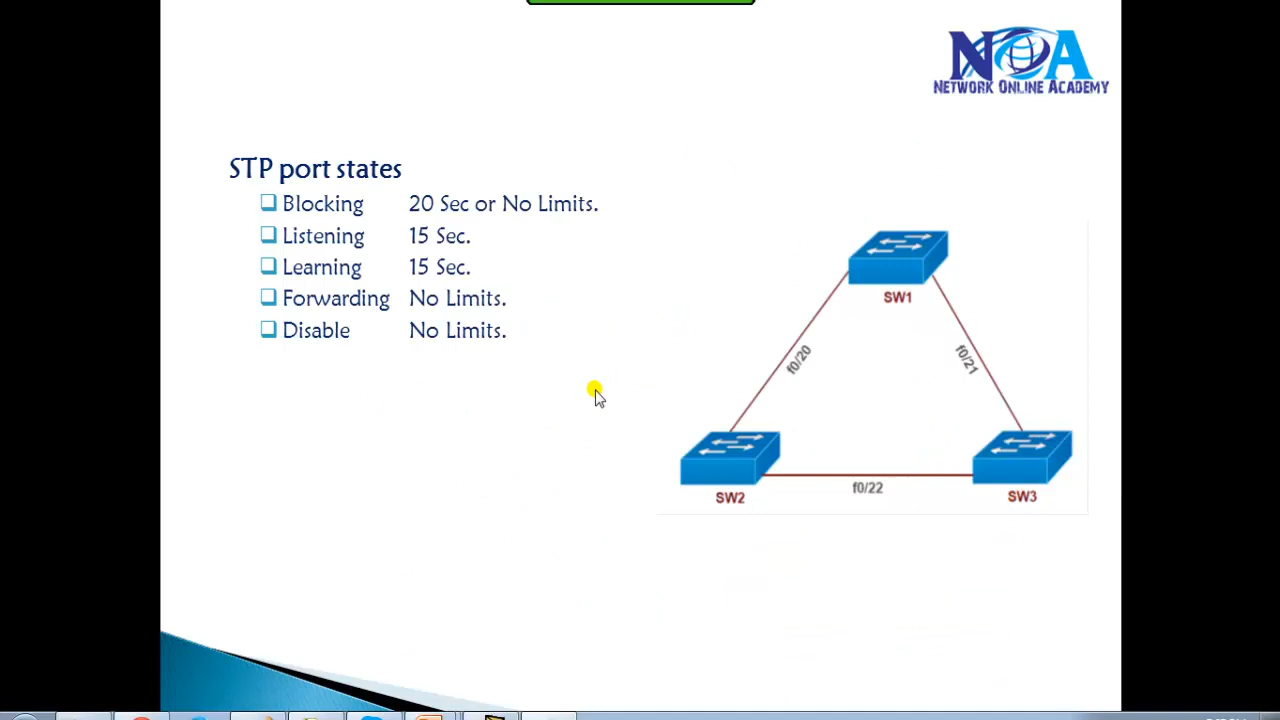 NOA
NETWORK ONLINE ACADEMY
STP port states
Blocking 20 Sec or No Limits.
Listening 15 Sec.
Learning 15 Sec.
Forwarding No Limits.
Disable No Limits.
SW1
f0/20
f0/21
SW2
f0/22
SW3